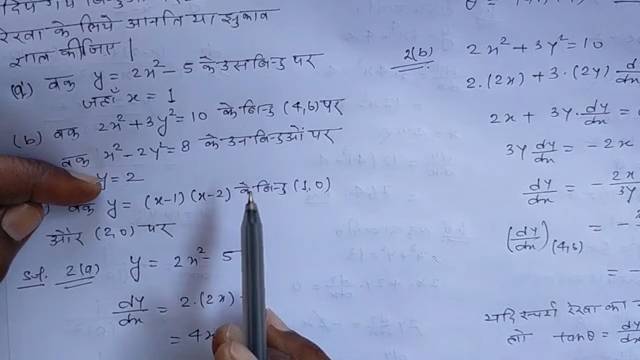 रेखा के लिये आनति या झुकाव
ज्ञात कीजिए |
(a) वक्र y = 2x² - 5 के उस बिन्दु पर
जहाँ x = 1
(b) वक्र 2x² + 3y² = 10 के बिन्दु (4,6) पर
वक्र x² - 2y² = 8 के उन बिन्दुओं पर
y = 2
वक्र y = (x-1)(x-2) के बिन्दु (1,0)
और (2,0) पर
Sol. 2(a) y = 2x² - 5
dy/dx = 2.(2x)
= 4x
2(b) 2x² + 3y² = 10
2.(2x) + 3.(2y) dy/dx
2x + 3y.dy/dx =
3y dy/dx = -2x
dy/dx = -2x/3y
(dy/dx)(4,6) = -
= -
यदि स्पर्श रेखा का
तो tanθ = dy/dx